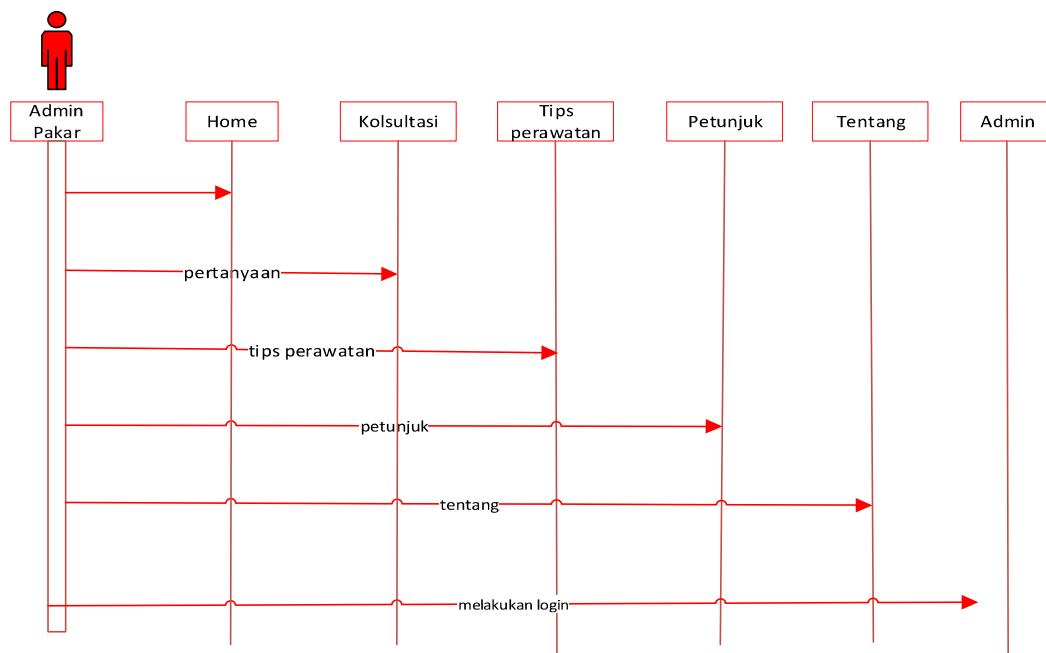 Admin
Pakar
Home
Kolsultasi
Tips
perawatan
Petunjuk
Tentang
Admin
pertanyaan
tips perawatan
petunjuk
tentang
melakukan login